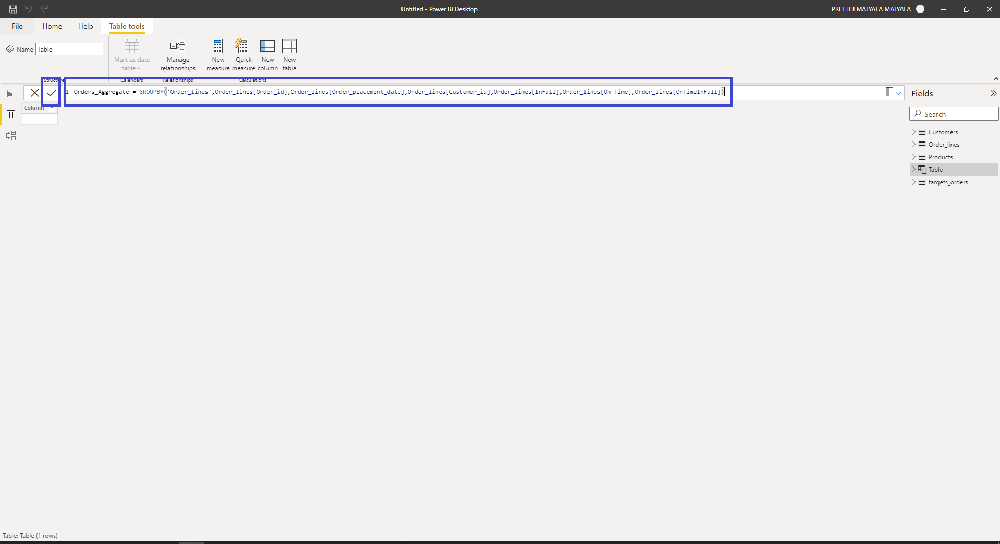 Untitled - Power BI Desktop
PREETHI MALYALA MALYALA
File Home Help Table tools
Name Table
Mark as date table
Manage relationships
New measure
Quick measure
New column
New table
Structure Calendars Relationships Calculations
1 Orders_Aggregate = GROUPBY('Order_lines',Order_lines[Order_id],Order_lines[Order_placement_date],Order_lines[Customer_id],Order_lines[InFull],Order_lines[On Time],Order_lines[OnTimeInFull])
Column
Fields
Search
Customers
Order_lines
Products
Table
targets_orders
Table: Table (1 rows)